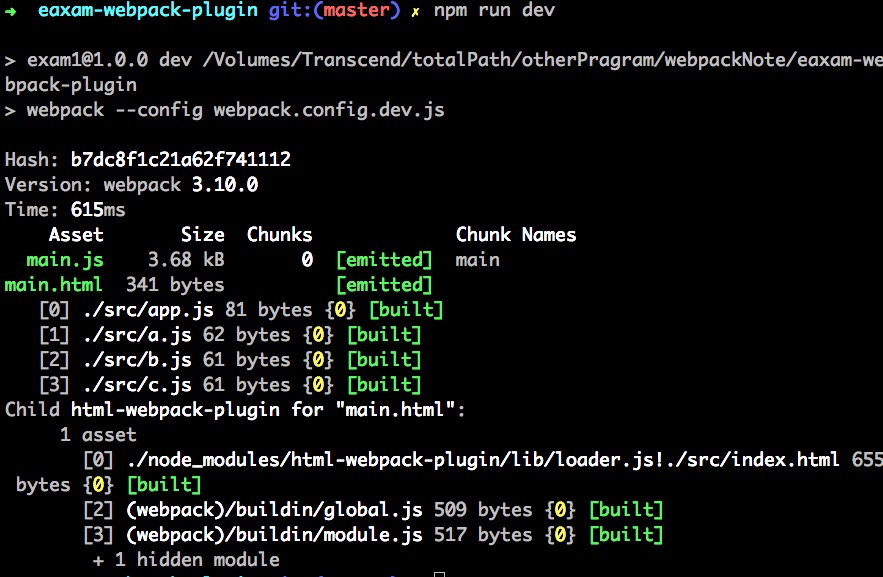 ➜  eaxam-webpack-plugin git:(master) ✗ npm run dev
> exam1@1.0.0 dev /Volumes/Transcend/totalPath/otherPragram/webpackNote/eaxam-we
bpack-plugin
> webpack --config webpack.config.dev.js
Hash: b7dc8f1c21a62f741112
Version: webpack 3.10.0
Time: 615ms
    Asset       Size  Chunks             Chunk Names
  main.js    3.68 kB       0  [emitted]  main
main.html  341 bytes          [emitted]
   [0] ./src/app.js 81 bytes {0} [built]
   [1] ./src/a.js 62 bytes {0} [built]
   [2] ./src/b.js 61 bytes {0} [built]
   [3] ./src/c.js 61 bytes {0} [built]
Child html-webpack-plugin for "main.html":
     1 asset
       [0] ./node_modules/html-webpack-plugin/lib/loader.js!./src/index.html 655
 bytes {0} [built]
       [2] (webpack)/buildin/global.js 509 bytes {0} [built]
       [3] (webpack)/buildin/module.js 517 bytes {0} [built]
        + 1 hidden module